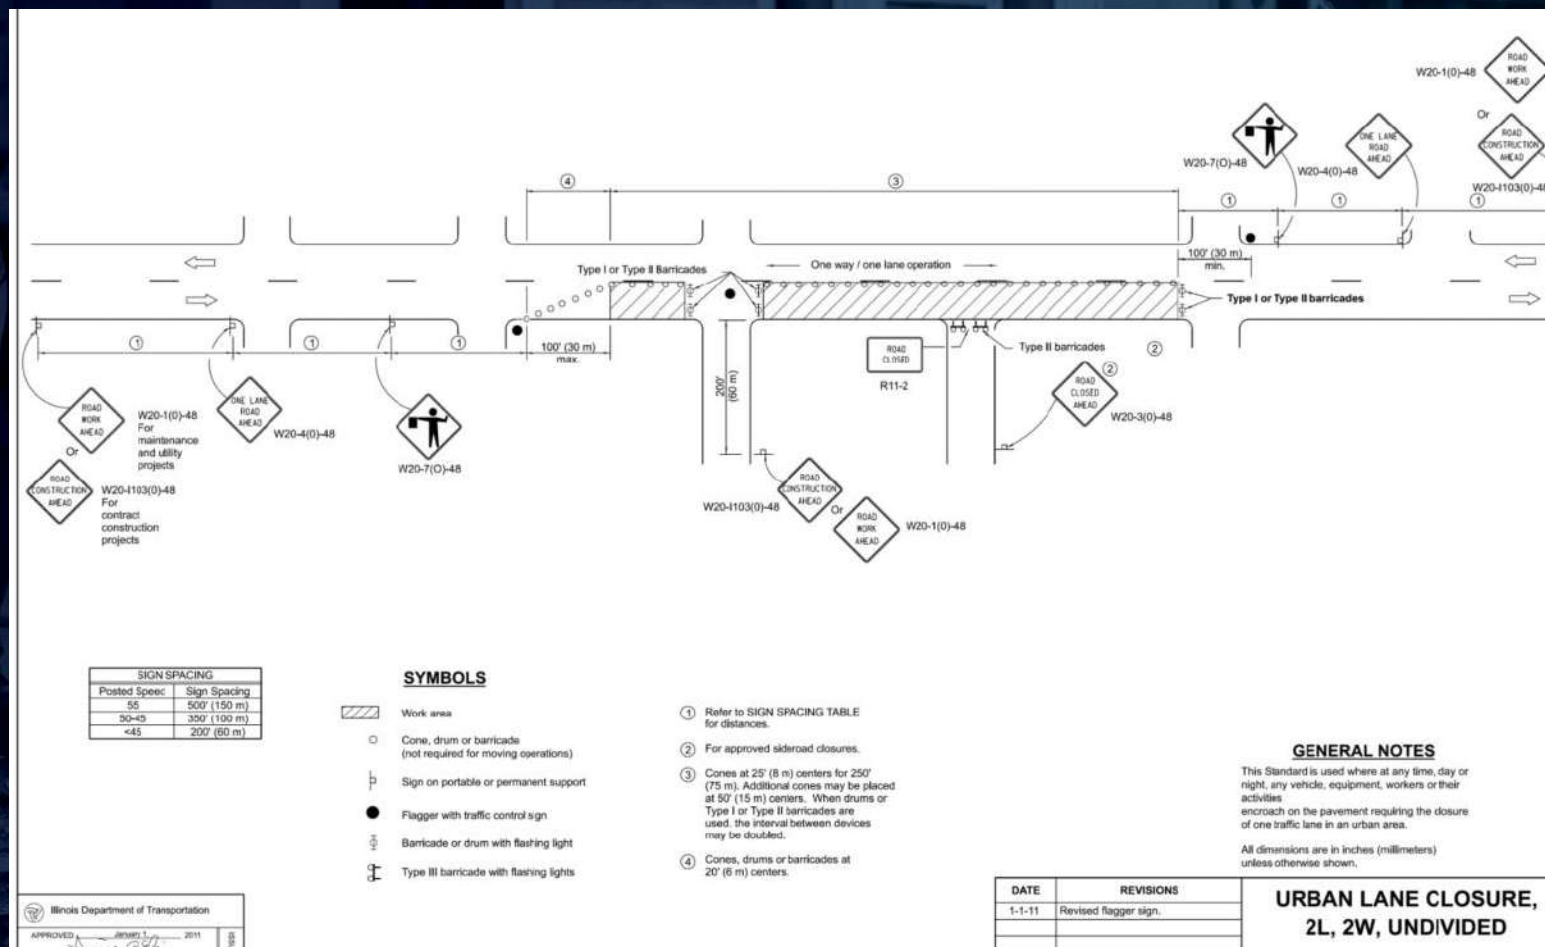 W20-1(0)-48
ROAD
WORK
AHEAD
Or
ROAD
CONSTRUCTION
AHEAD
W20-I103(0)-48
W20-7(O)-48
W20-4(0)-48
ONE LANE
ROAD
AHEAD
4
3
1
1
1
100' (30 m)
min.
Type I or Type II Barricades
One way / one lane operation
Type I or Type II barricades
1
1
1
100' (30 m)
max.
200'
(60 m)
ROAD
CLOSED
R11-2
Type III barricades
2
2
ROAD
CLOSED
AHEAD
W20-3(0)-48
ROAD
WORK
AHEAD
W20-1(0)-48
For
maintenance
and utility
projects
Or
ROAD
CONSTRUCTION
AHEAD
W20-I103(0)-48
For
contract
construction
projects
ONE LANE
ROAD
AHEAD
W20-4(0)-48
W20-7(O)-48
W20-I103(0)-48
ROAD
CONSTRUCTION
AHEAD
Or
ROAD
WORK
AHEAD
W20-1(0)-48
SIGN SPACING
Posted Speed Sign Spacing
55 500' (150 m)
50-45 350' (100 m)
<45 200' (60 m)
SYMBOLS
Work area
Cone, drum or barricade
(not required for moving operations)
Sign on portable or permanent support
Flagger with traffic control sign
Barricade or drum with flashing light
Type III barricade with flashing lights
1 Refer to SIGN SPACING TABLE
for distances.
2 For approved sideroad closures.
3 Cones at 25' (8 m) centers for 250'
(75 m). Additional cones may be placed
at 50' (15 m) centers. When drums or
Type I or Type II barricades are
used, the interval between devices
may be doubled.
4 Cones, drums or barricades at
20' (6 m) centers.
GENERAL NOTES
This Standard is used where at any time, day or
night, any vehicle, equipment, workers or their
activities
encroach on the pavement requiring the closure
of one traffic lane in an urban area.
All dimensions are in inches (millimeters)
unless otherwise shown.
Illinois Department of Transportation
APPROVED January 1, 2011
DATE REVISIONS
1-1-11 Revised flagger sign.
URBAN LANE CLOSURE,
2L, 2W, UNDIVIDED